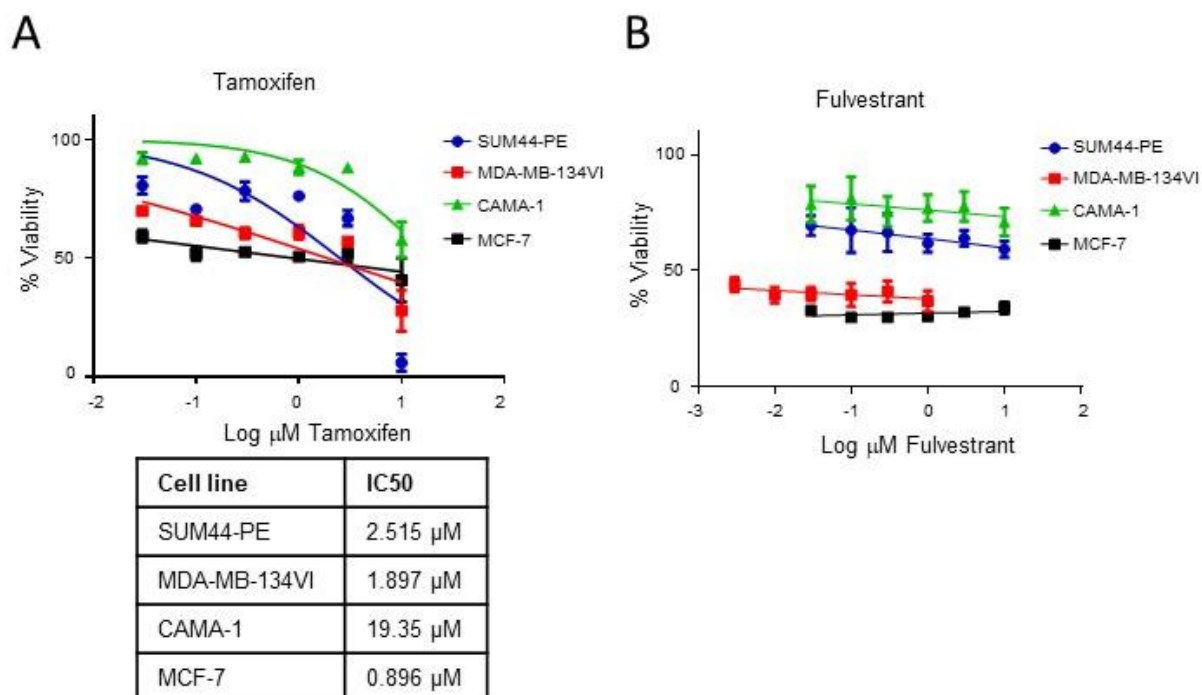 A
Tamoxifen
100
50
0
% Viability
-2 -1 0 1 2
Log μM Tamoxifen
SUM44-PE
MDA-MB-134VI
CAMA-1
MCF-7
Cell line IC50
SUM44-PE 2.515 μM
MDA-MB-134VI 1.897 μM
CAMA-1 19.35 μM
MCF-7 0.896 μM
B
Fulvestrant
100
50
0
% Viability
-3 -2 -1 0 1 2
Log μM Fulvestrant
SUM44-PE
MDA-MB-134VI
CAMA-1
MCF-7